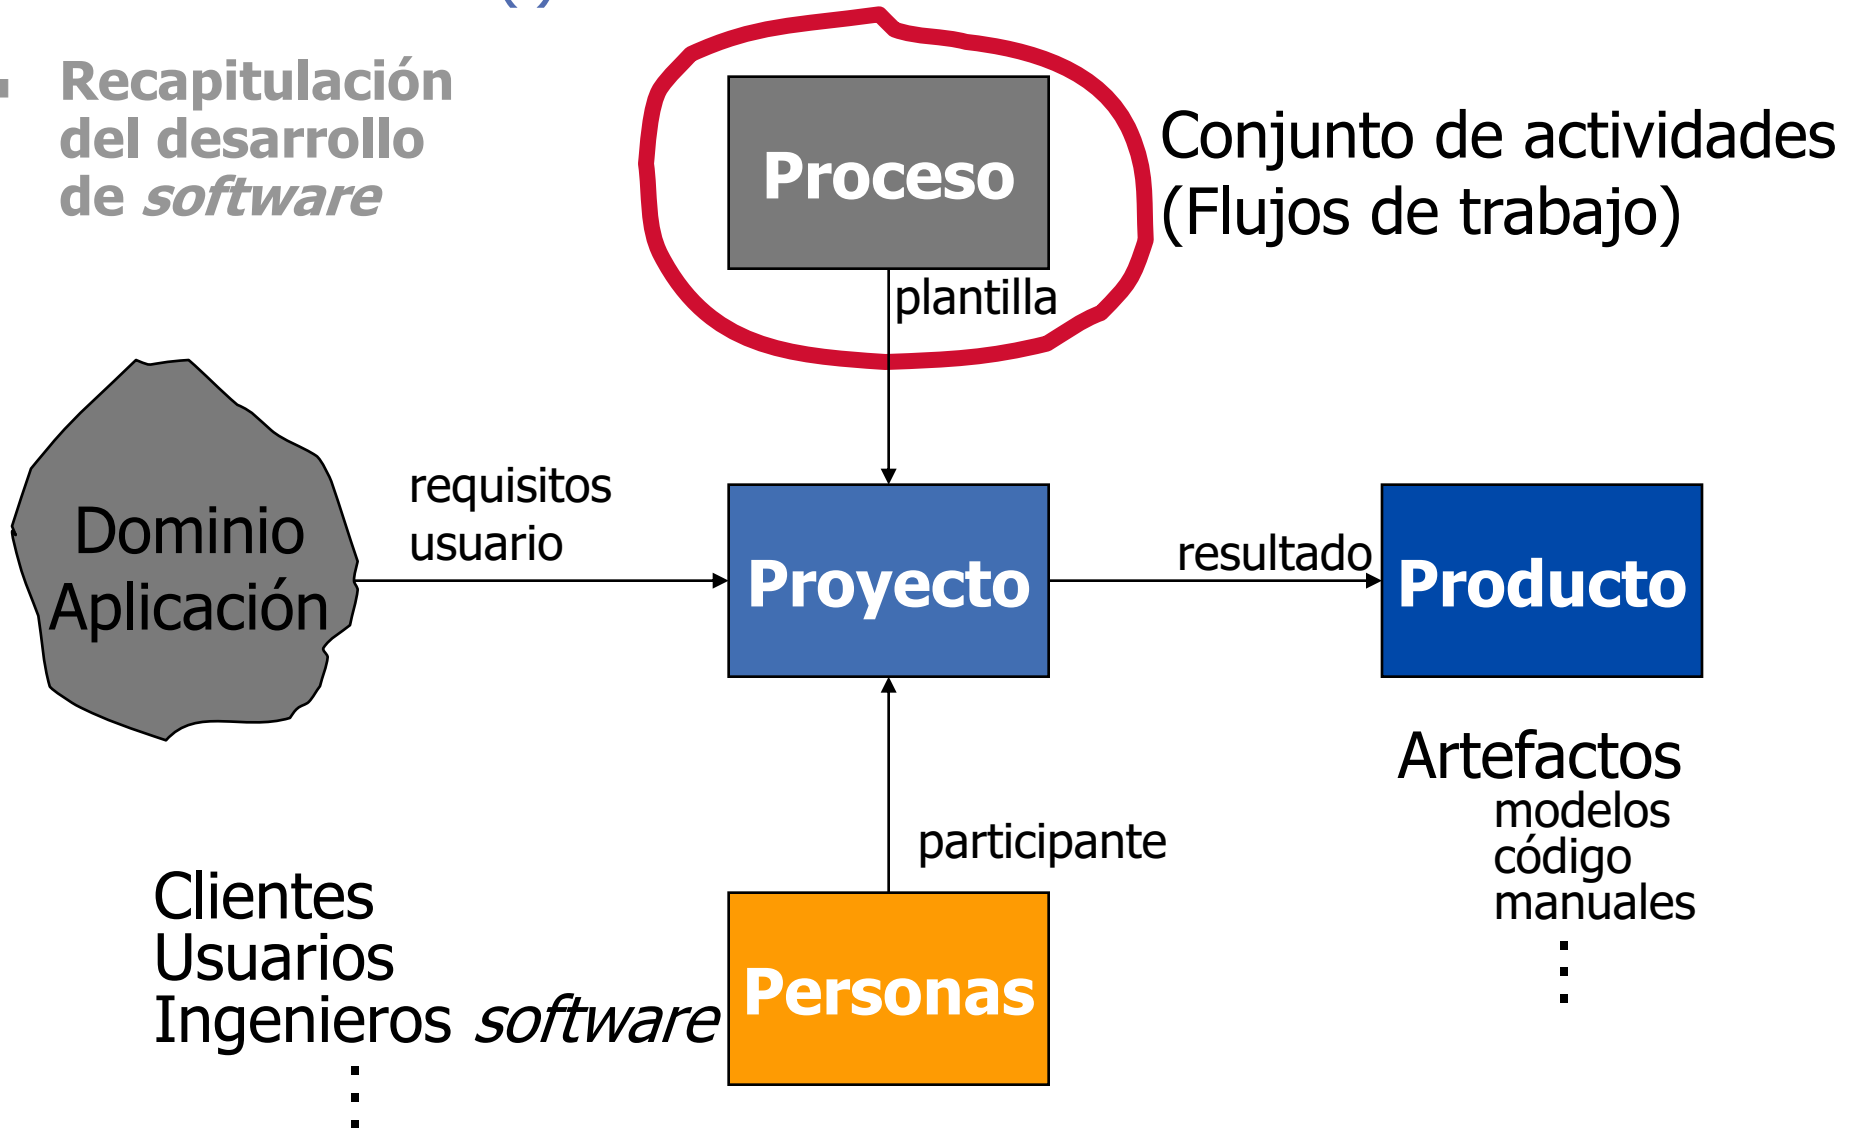 Recapitulación
del desarrollo
de software
Proceso
Conjunto de actividades
(Flujos de trabajo)
plantilla
Dominio
Aplicación
requisitos
usuario
Proyecto
resultado
Producto
Artefactos
modelos
código
manuales
participante
Clientes
Usuarios
Ingenieros software
Personas